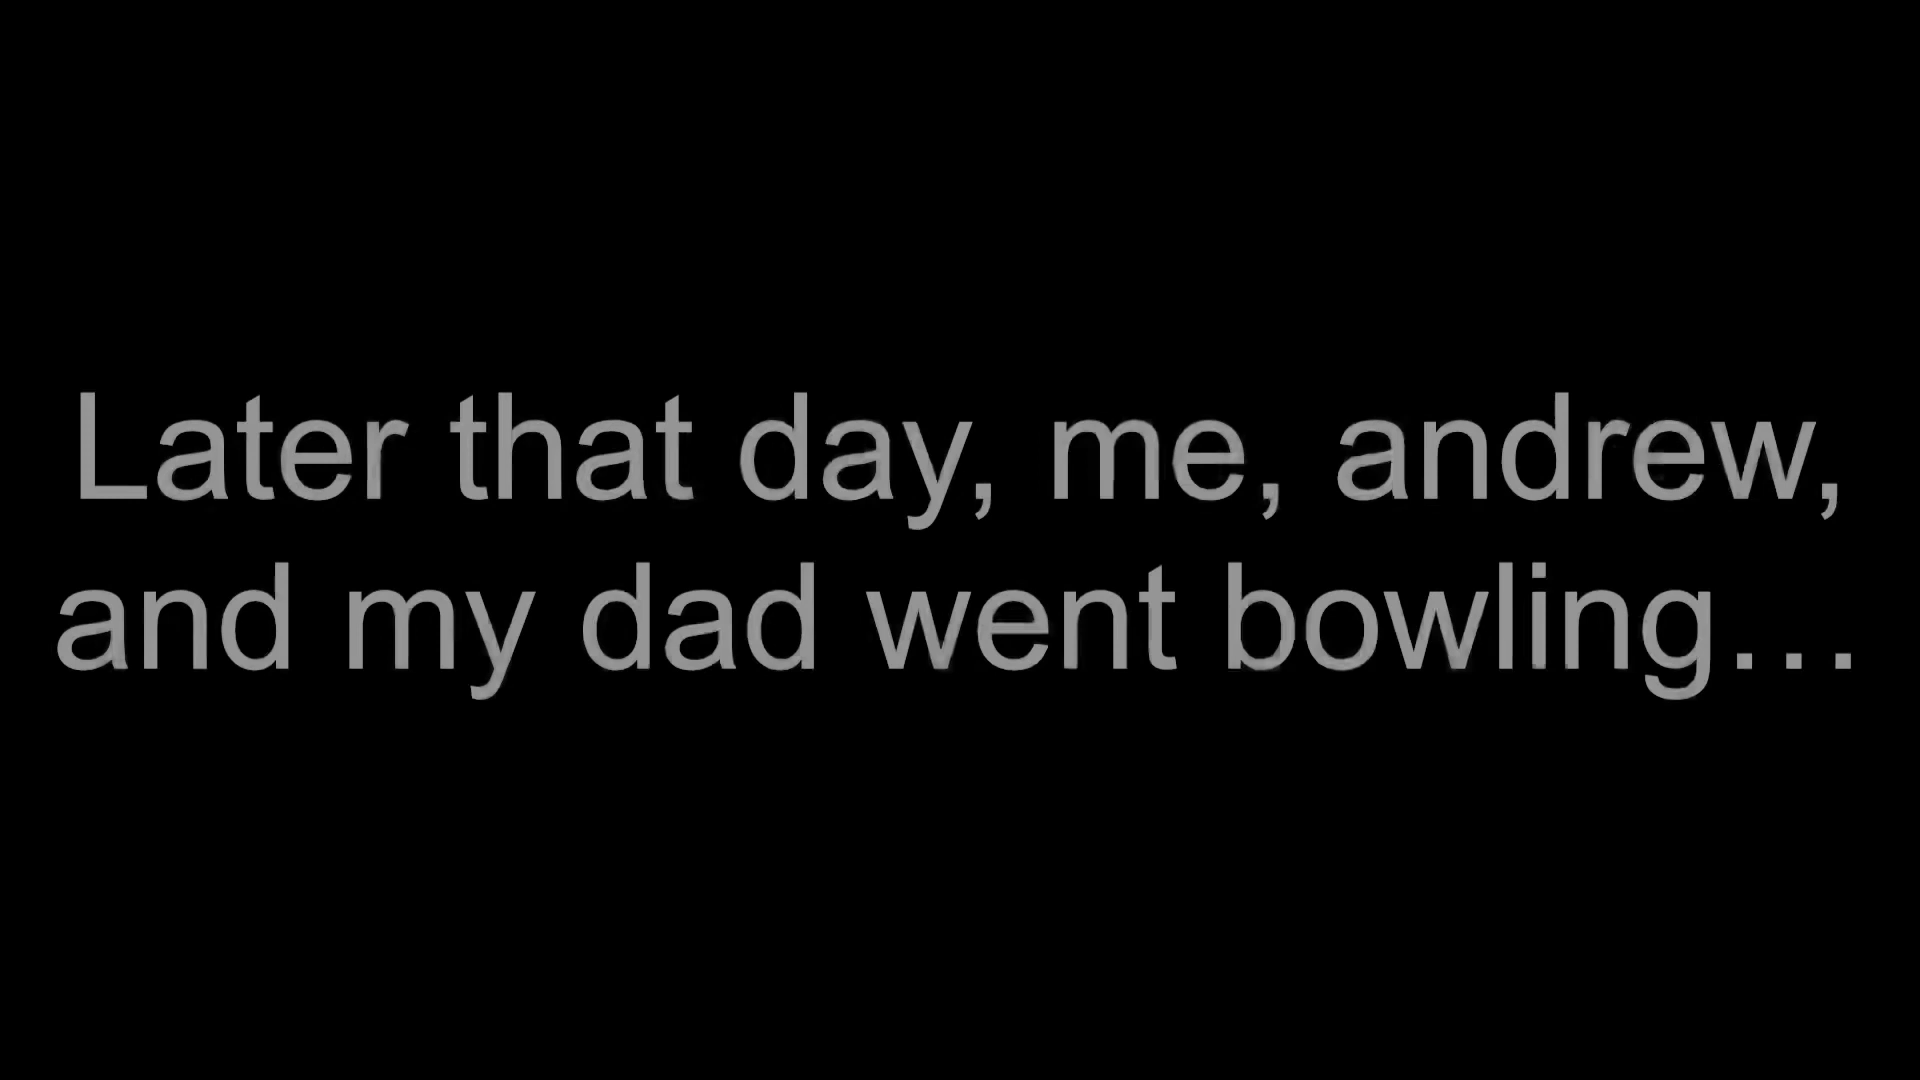 Later that day, me, andrew,
and my dad went bowling…